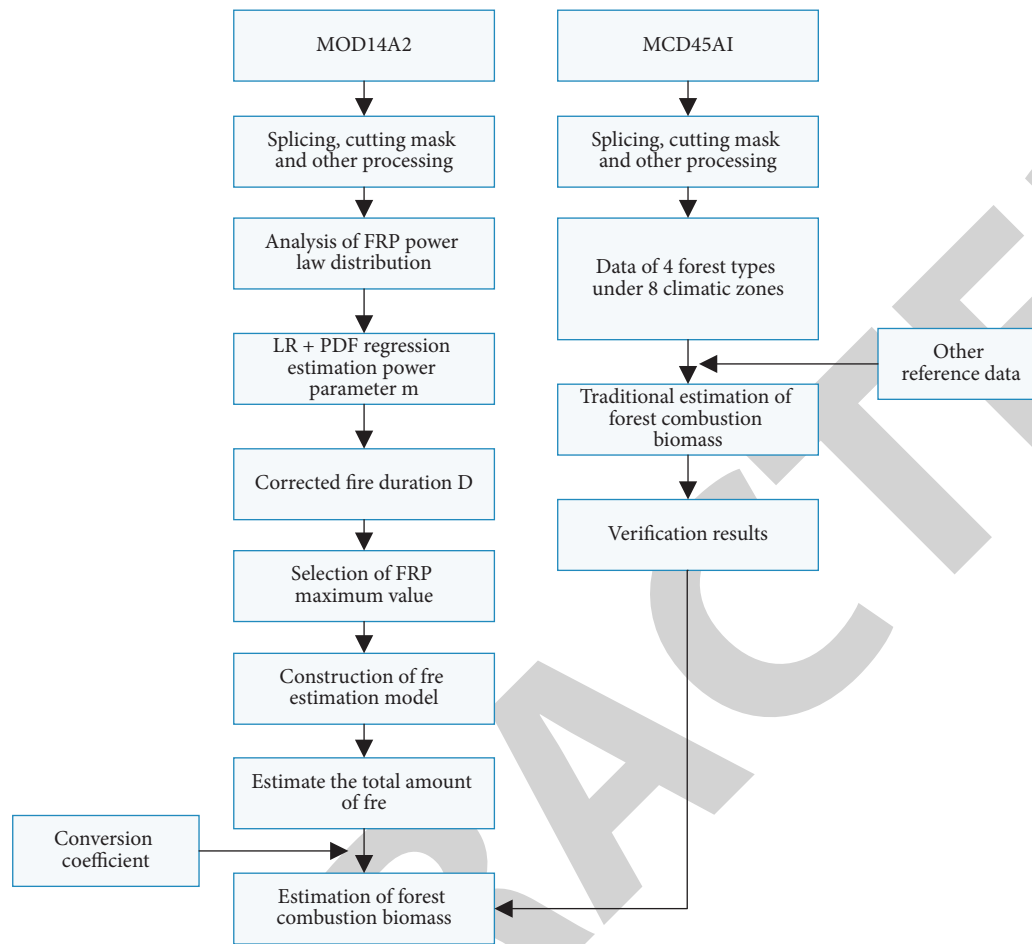 MOD14A2
Splicing, cutting mask
and other processing
Analysis of FRP power
law distribution
LR + PDF regression
estimation power
parameter m
Corrected fire duration D
Selection of FRP
maximum value
Construction of fre
estimation model
Estimate the total amount
of fre
Conversion
coefficient
Estimation of forest
combustion biomass
MCD45AI
Splicing, cutting mask
and other processing
Data of 4 forest types
under 8 climatic zones
Other
reference data
Traditional estimation of
forest combustion
biomass
Verification results
RACTE